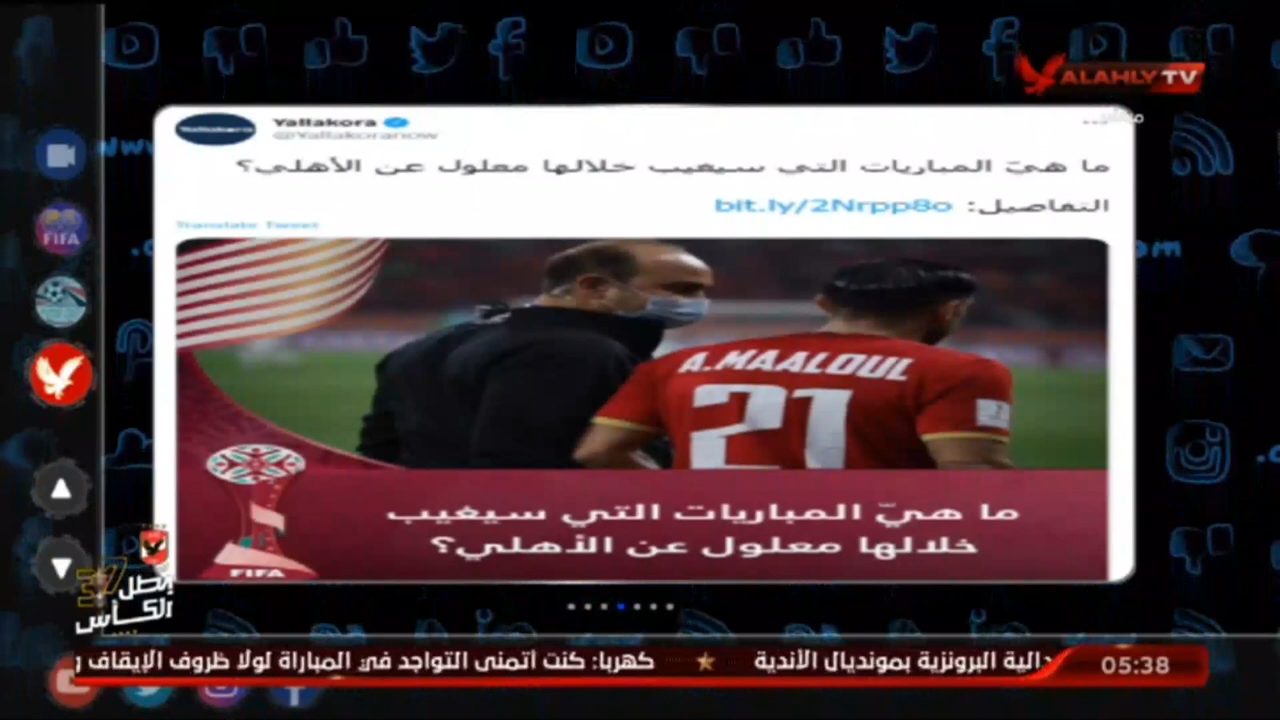 ALAHLY TV
Yallakora
@Yallakoranow
ما هيّ المباريات التي سيغيب خلالها معلول عن الأهلي؟
التفاصيل: bit.ly/2Nrpp8o
Translate Tweet
FIFA
A.MAALOUL
21
ما هيّ المباريات التي سيغيب
خلالها معلول عن الأهلي؟
FIFA
بطل
الكأس
37
دالية البرونزية بمونديال الأندية ★ كهربا: كنت أتمنى التواجد في المباراة لولا ظروف الإيقاف و
05:38